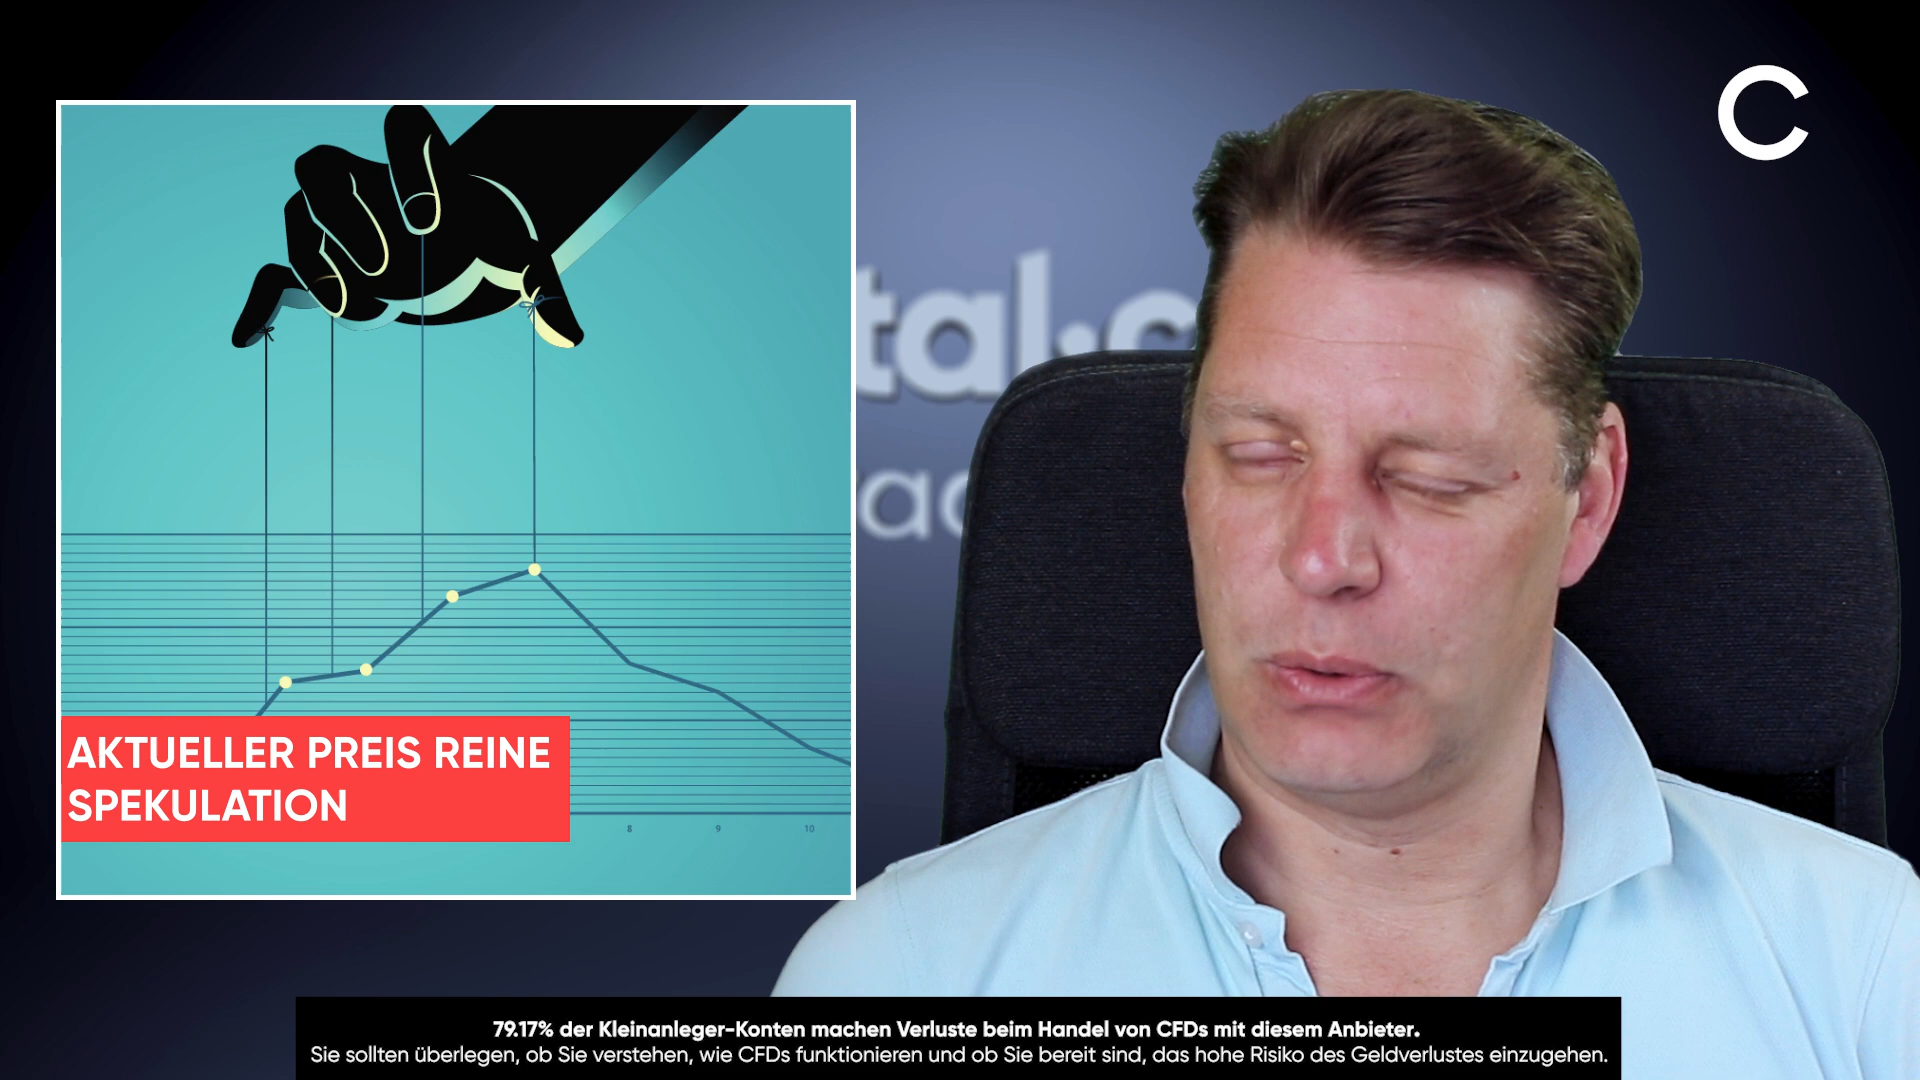 C
tal.c
rac
AKTUELLER PREIS REINE
SPEKULATION
8
9
10
79.17% der Kleinanleger-Konten machen Verluste beim Handel von CFDs mit diesem Anbieter.
Sie sollten überlegen, ob Sie verstehen, wie CFDs funktionieren und ob Sie bereit sind, das hohe Risiko des Geldverlustes einzugehen.